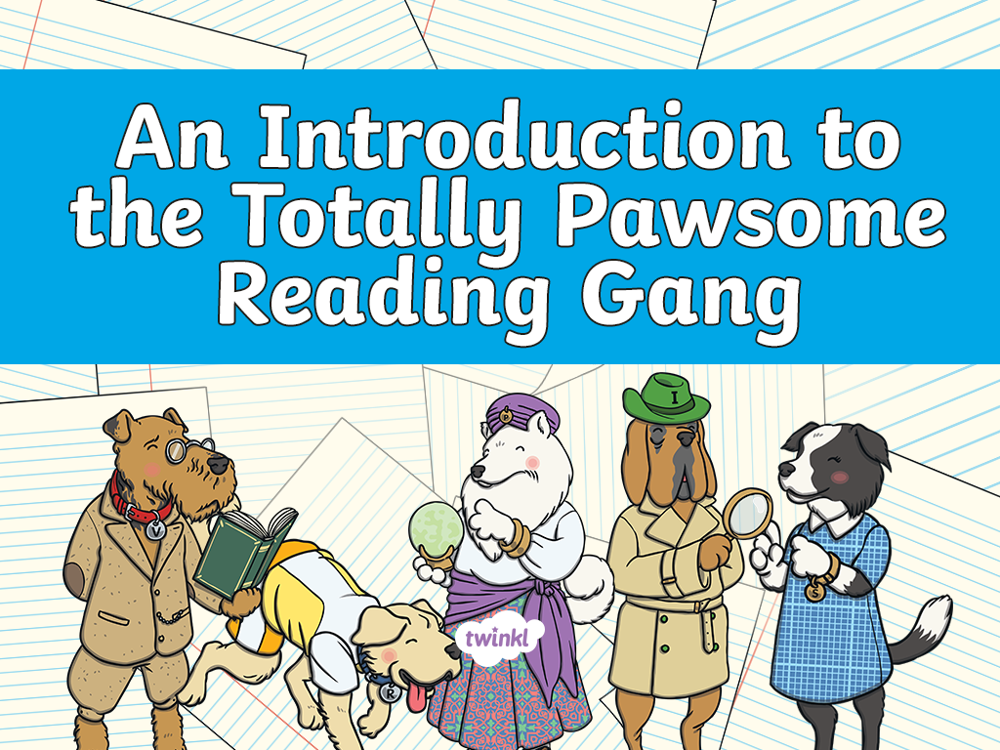 An Introduction to
the Totally Pawsome
Reading Gang
I
P
V
S
twinkl
R